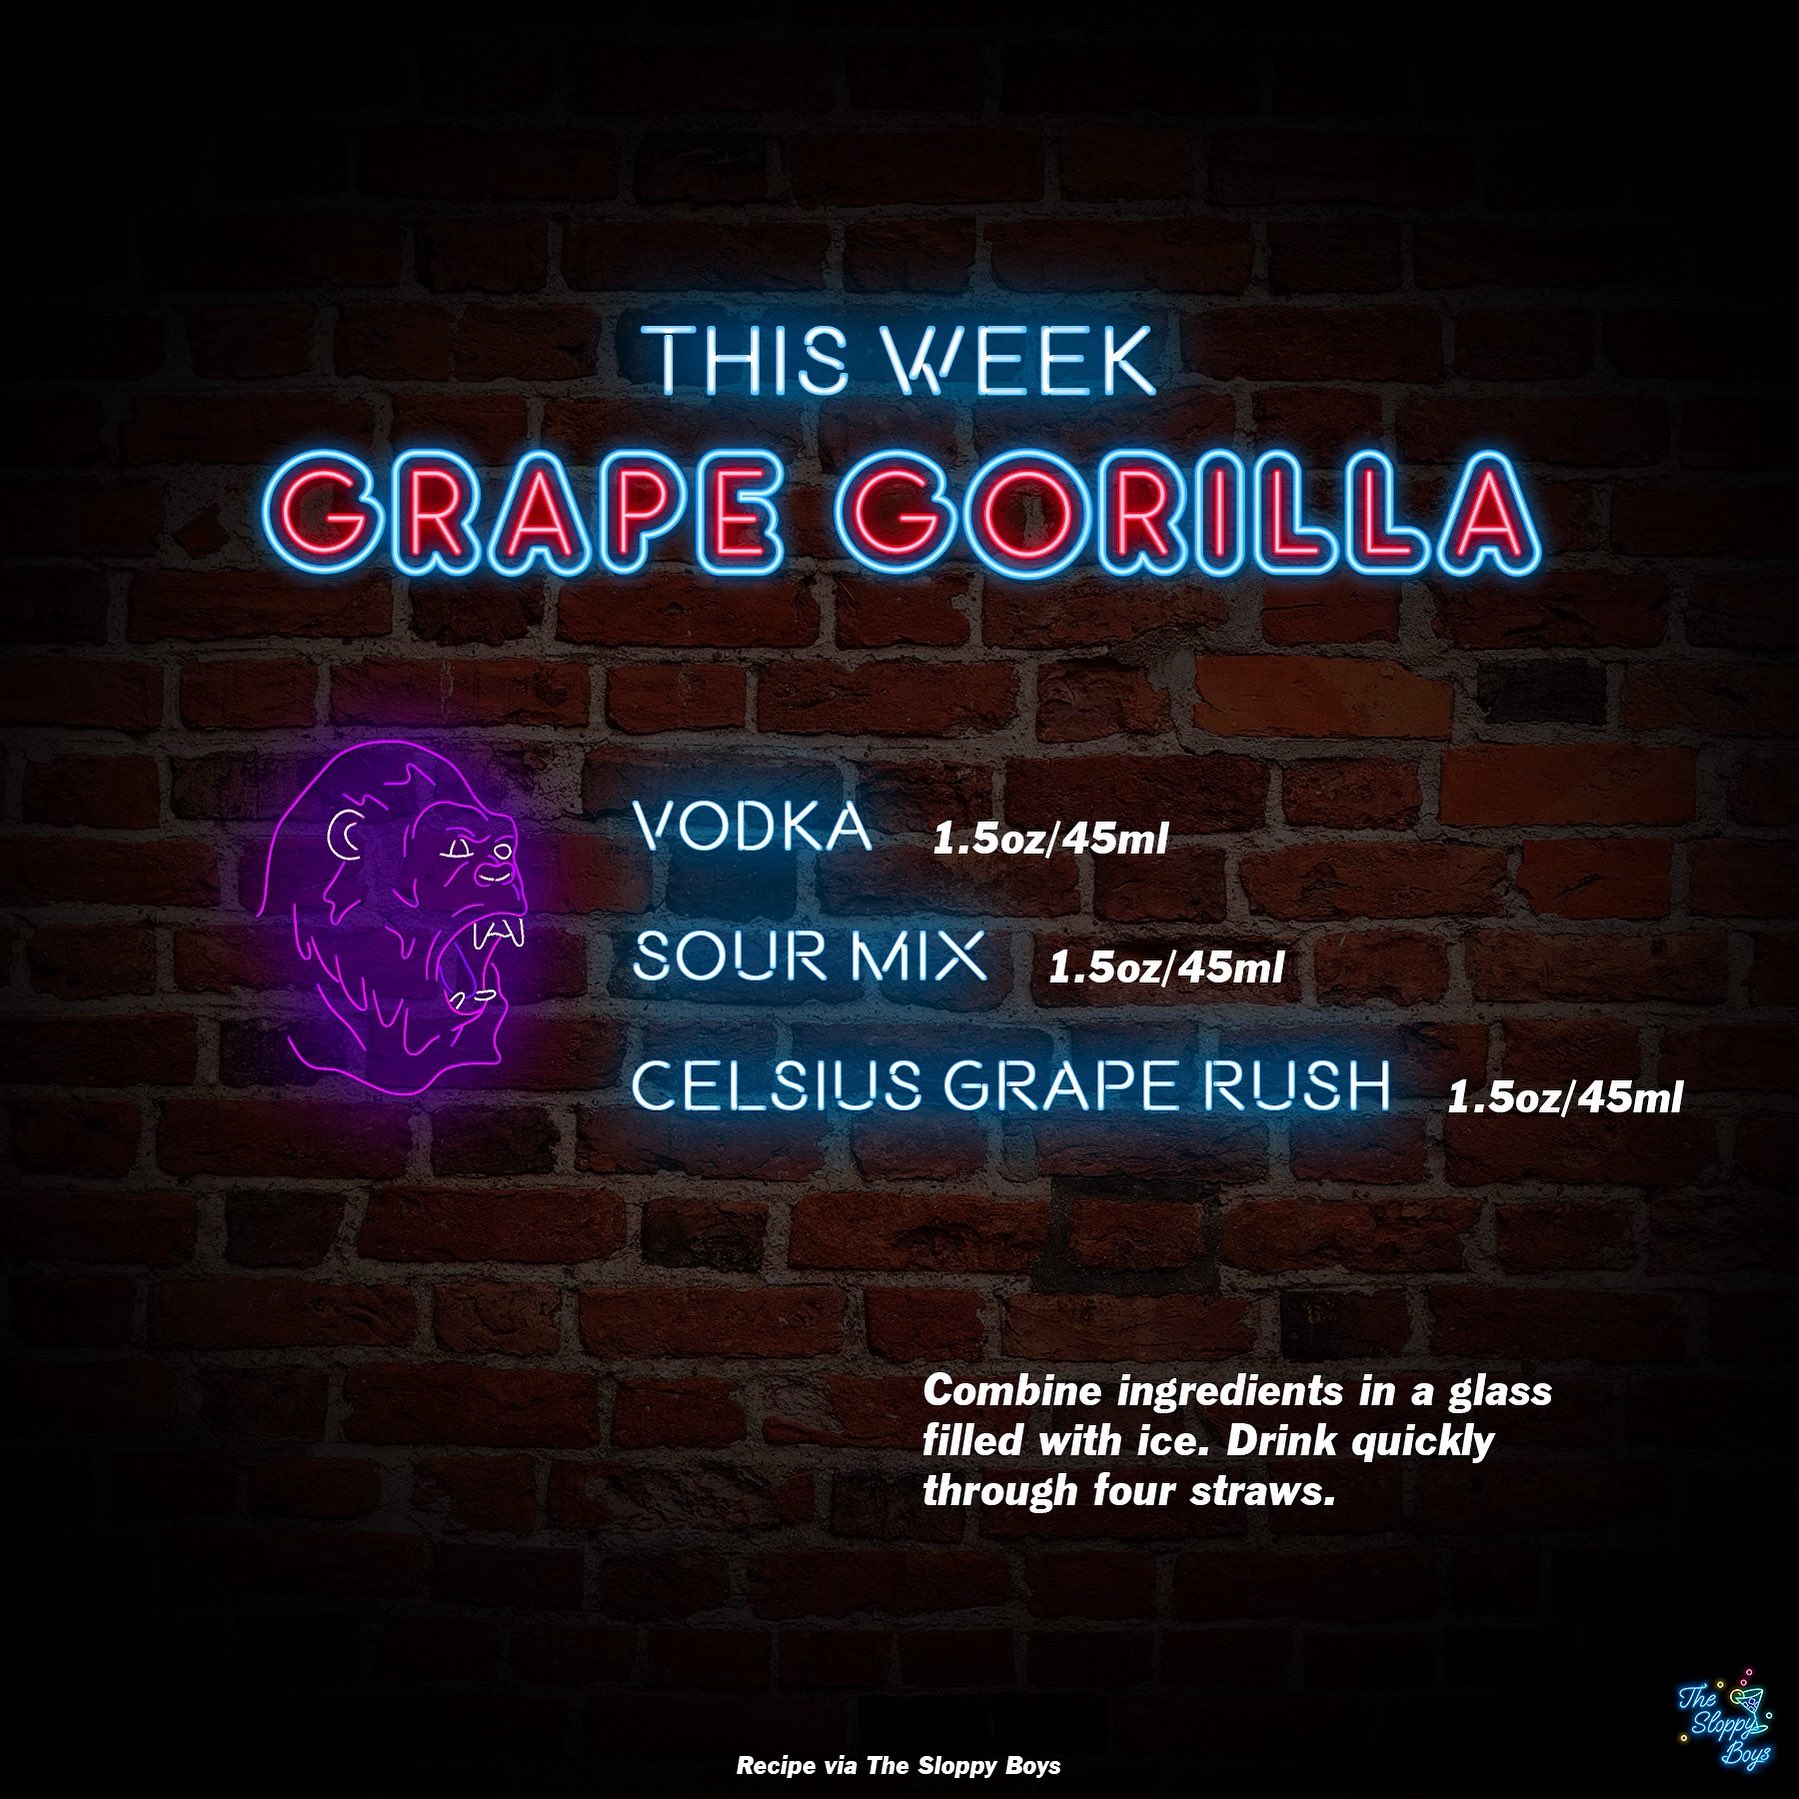 THIS WEEK
GRAPE GORILLA
VODKA 1.5oz/45ml
SOUR MIX 1.5oz/45ml
CELSIUS GRAPE RUSH 1.5oz/45ml
Combine ingredients in a glass
filled with ice. Drink quickly
through four straws.
The
Sloppy
Boys
Recipe via The Sloppy Boys